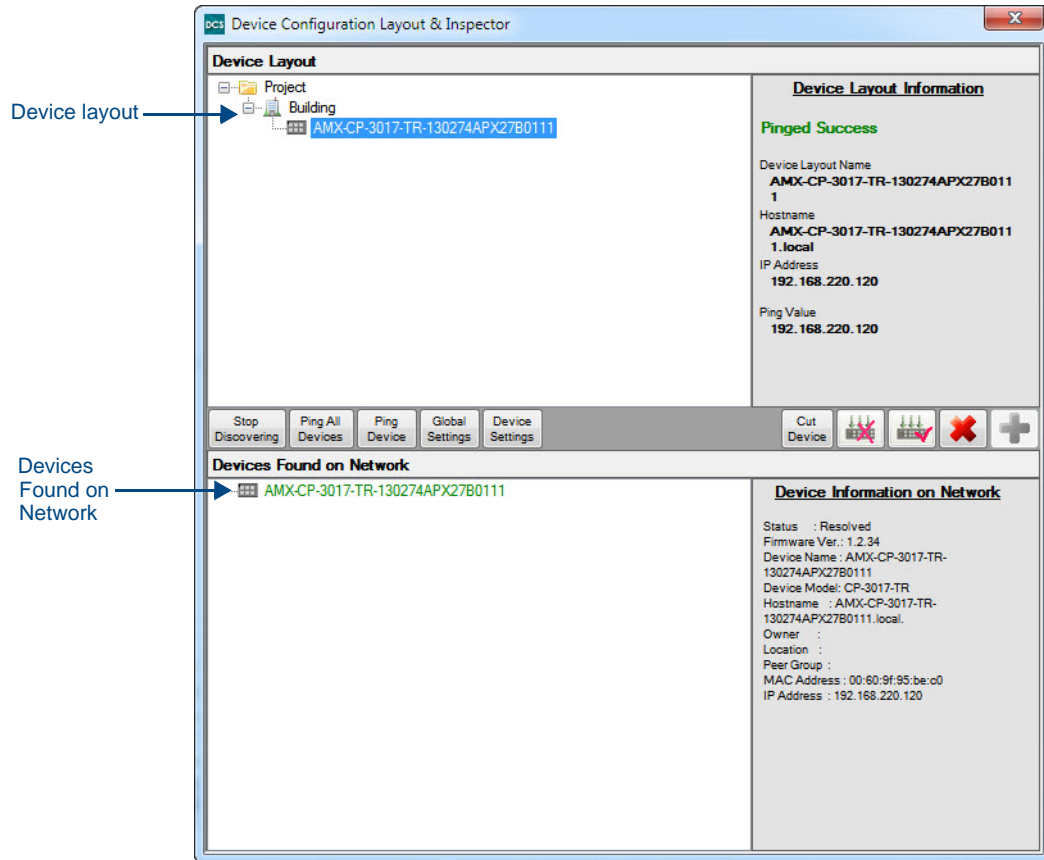 DCS Device Configuration Layout & Inspector
Device Layout
Project
Building
AMX-CP-3017-TR-130274APX27B0111
Device layout
Device Layout Information
Pinged Success
Device Layout Name
AMX-CP-3017-TR-130274APX27B011
1
Hostname
AMX-CP-3017-TR-130274APX27B011
1.local
IP Address
192.168.220.120
Ping Value
192.168.220.120
Stop
Discovering
Ping All
Devices
Ping
Device
Global
Settings
Device
Settings
Cut
Device
Devices Found on Network
Devices
Found on
Network
AMX-CP-3017-TR-130274APX27B0111
Device Information on Network
Status : Resolved
Firmware Ver.: 1.2.34
Device Name : AMX-CP-3017-TR-
130274APX27B0111
Device Model: CP-3017-TR
Hostname : AMX-CP-3017-TR-
130274APX27B0111.local.
Owner :
Location :
Peer Group :
MAC Address : 00:60:9f:95:be:c0
IP Address : 192.168.220.120